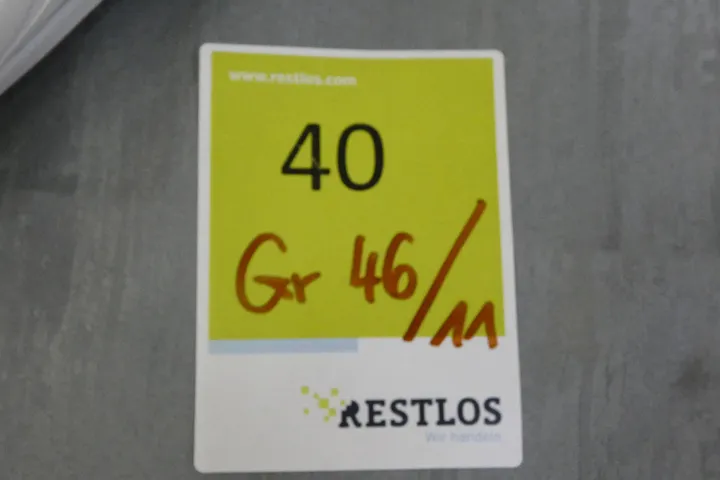 www.restlos.com
40
Gr 46/11
RESTLOS
Wir handeln